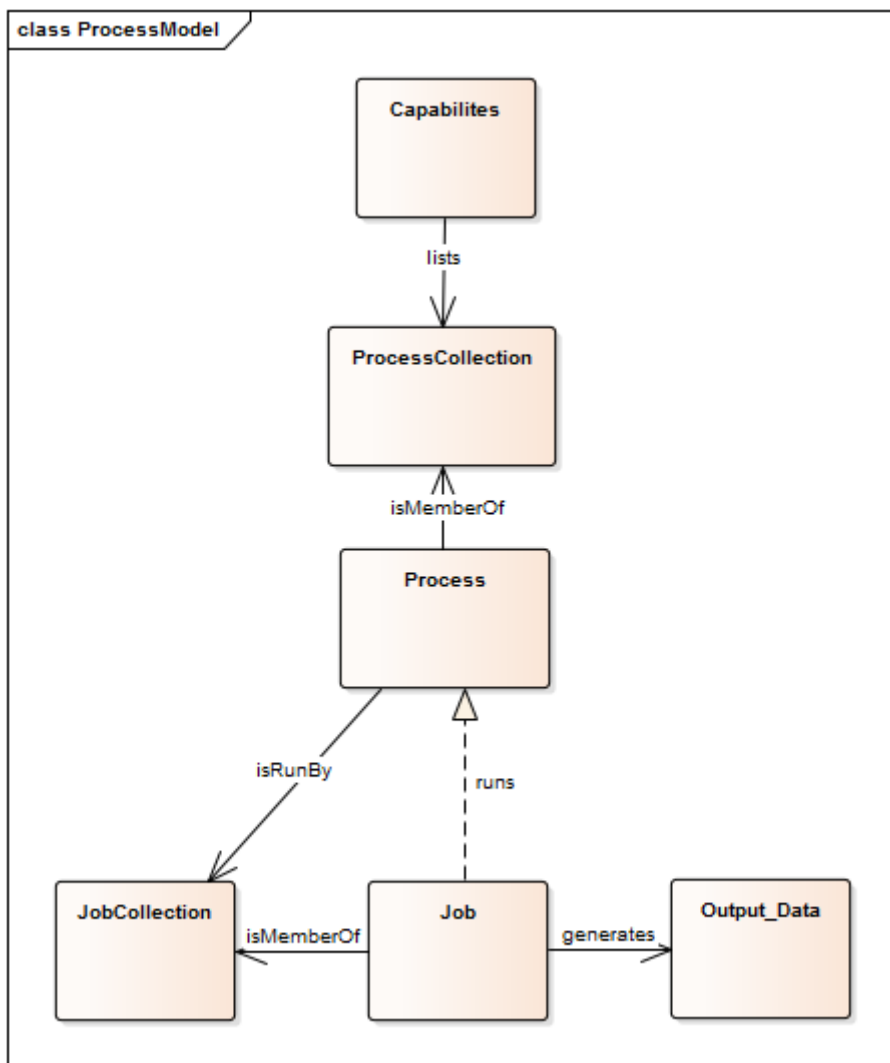 class ProcessModel
Capabilites
lists
ProcessCollection
isMemberOf
Process
isRunBy
runs
JobCollection
isMemberOf
Job
generates
Output_Data